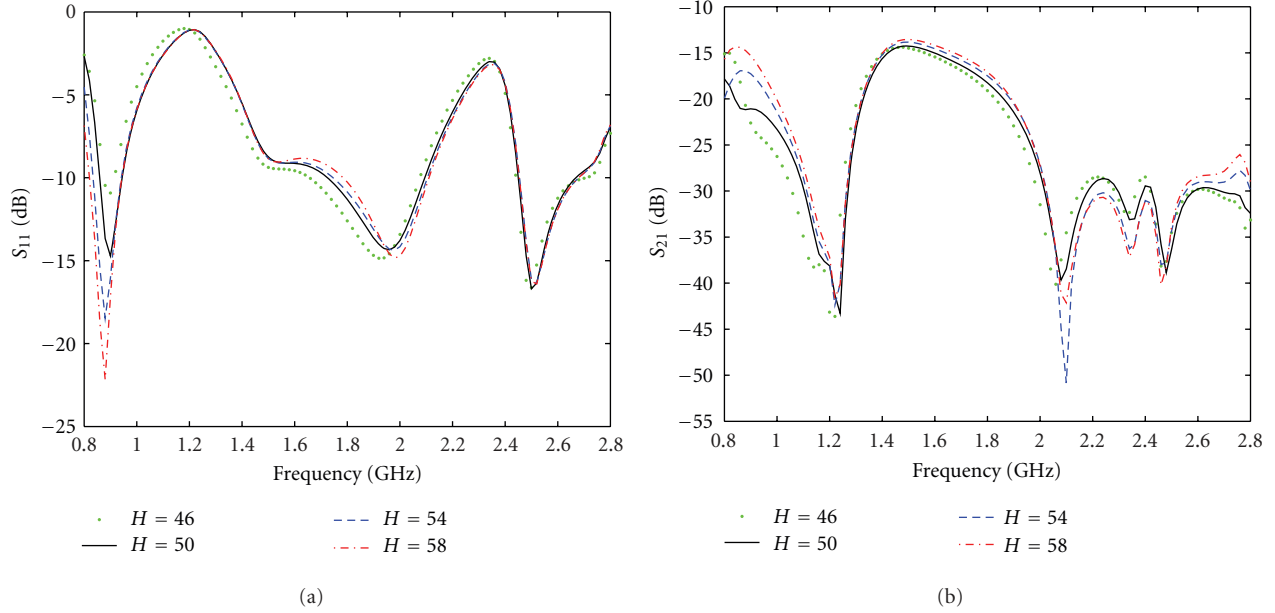 0
−5
−10
−15
−20
−25
S11 (dB)
0.8 1 1.2 1.4 1.6 1.8 2 2.2 2.4 2.6 2.8
Frequency (GHz)
H = 46
H = 50
H = 54
H = 58
(a)
−10
−15
−20
−25
−30
−35
−40
−45
−50
−55
S21 (dB)
0.8 1 1.2 1.4 1.6 1.8 2 2.2 2.4 2.6 2.8
Frequency (GHz)
H = 46
H = 50
H = 54
H = 58
(b)